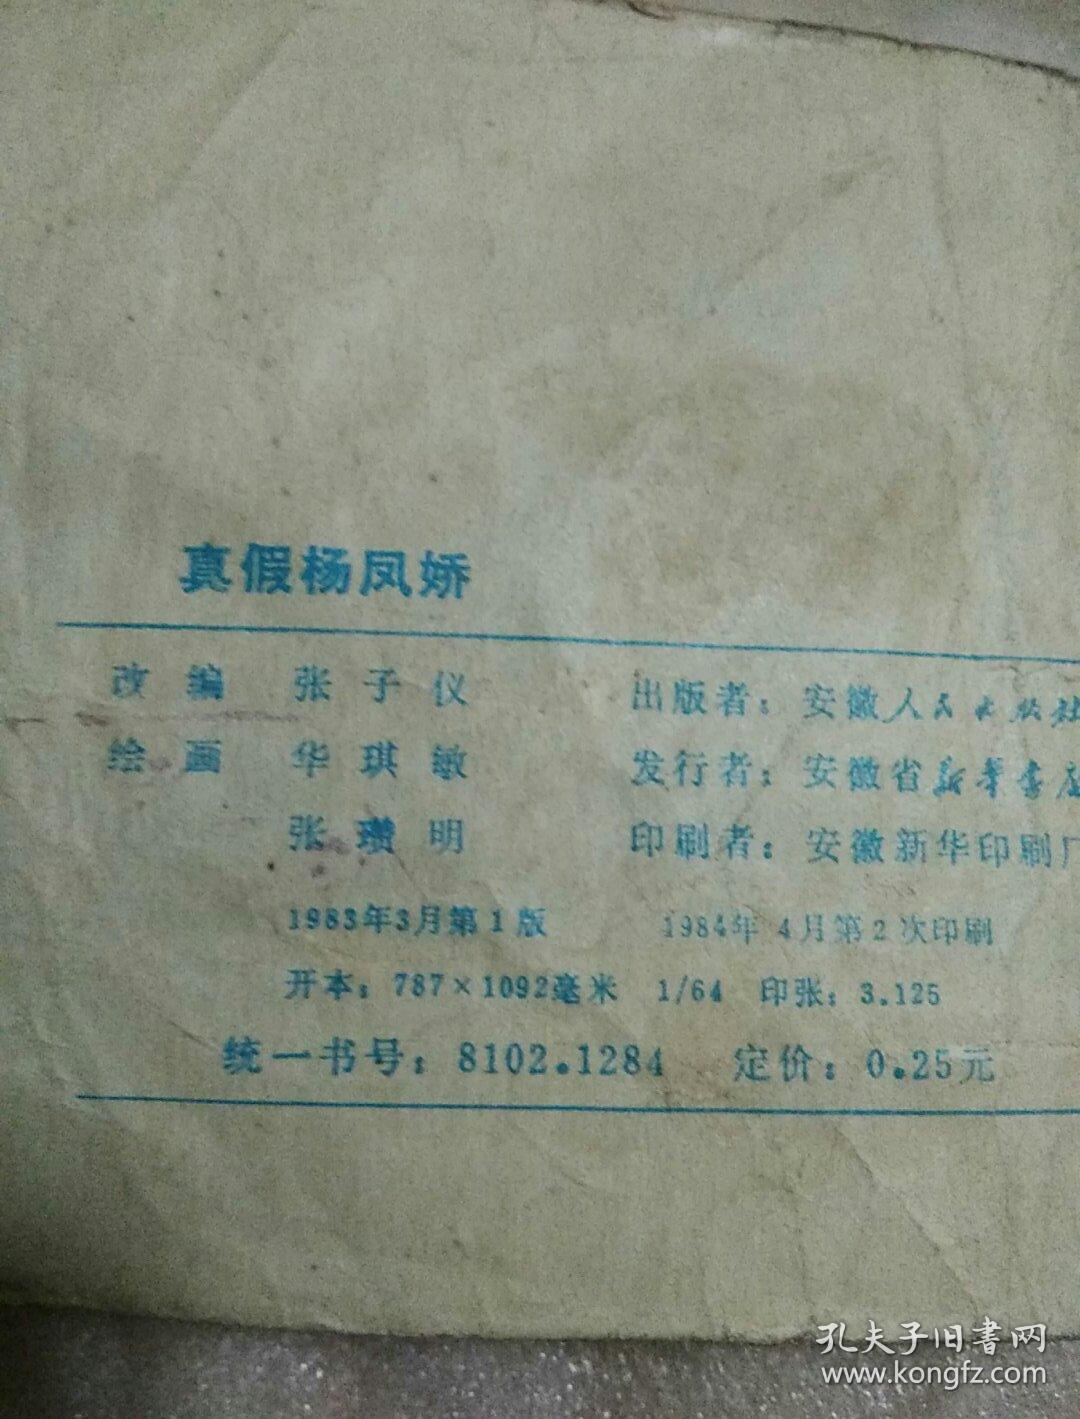 真假杨凤娇
改编 张子仪 出版者：安徽人民出版社
绘画 华琪敏 发行者：安徽省新华书店
张瓒明 印刷者：安徽新华印刷厂
1983年3月第1版 1984年4月第2次印刷
开本：787×1092毫米 1/64 印张：3.125
统一书号：8102.1284 定价：0.25元
孔夫子旧書网
www.kongfz.com